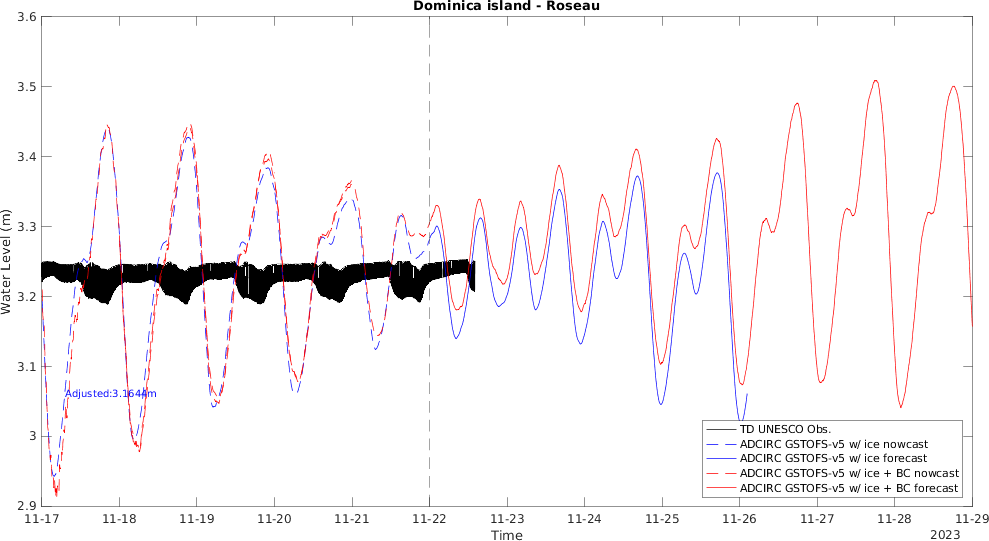 Dominica island - Roseau
3.6
3.5
3.4
3.3
3.2
3.1
3
2.9
Water Level (m)
Adjusted:3.1644m
TD UNESCO Obs.
ADCIRC GSTOFS-v5 w/ ice nowcast
ADCIRC GSTOFS-v5 w/ ice forecast
ADCIRC GSTOFS-v5 w/ ice + BC nowcast
ADCIRC GSTOFS-v5 w/ ice + BC forecast
11-17 11-18 11-19 11-20 11-21 11-22 11-23 11-24 11-25 11-26 11-27 11-28 11-29
Time
2023